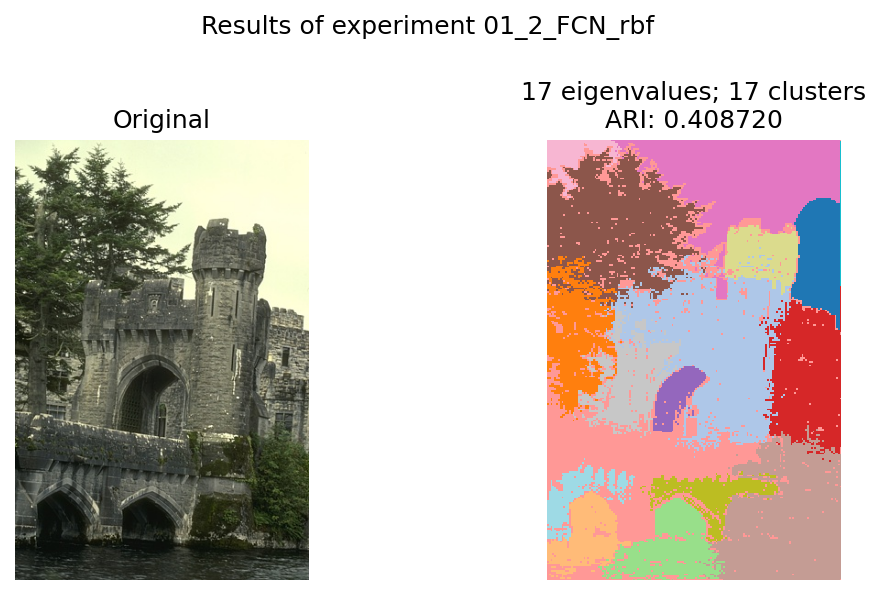 Results of experiment 01_2_FCN_rbf
Original
17 eigenvalues; 17 clusters
ARI: 0.408720